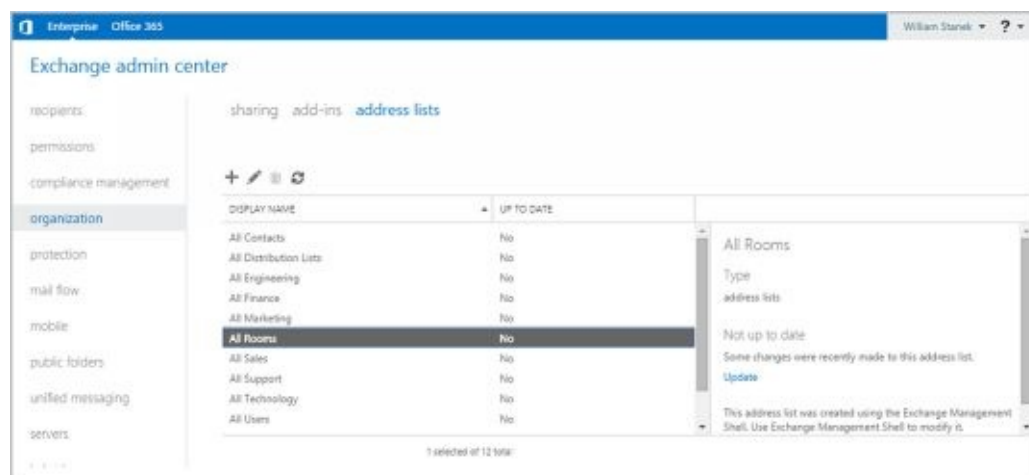 Enterprise Office 365
William Stanek ?
Exchange admin center
recipients
permissions
compliance management
organization
protection
mail flow
mobile
public folders
unified messaging
servers
sharing add-ins address lists
DISPLAY NAME UP TO DATE
All Contacts No
All Distribution Lists No
All Engineering No
All Finance No
All Marketing No
All Rooms No
All Sales No
All Support No
All Technology No
All Users No
1 selected of 12 total
All Rooms
Type
address lists
Not up to date
Some changes were recently made to this address list.
Update
This address list was created using the Exchange Management
Shell. Use Exchange Management Shell to modify it.